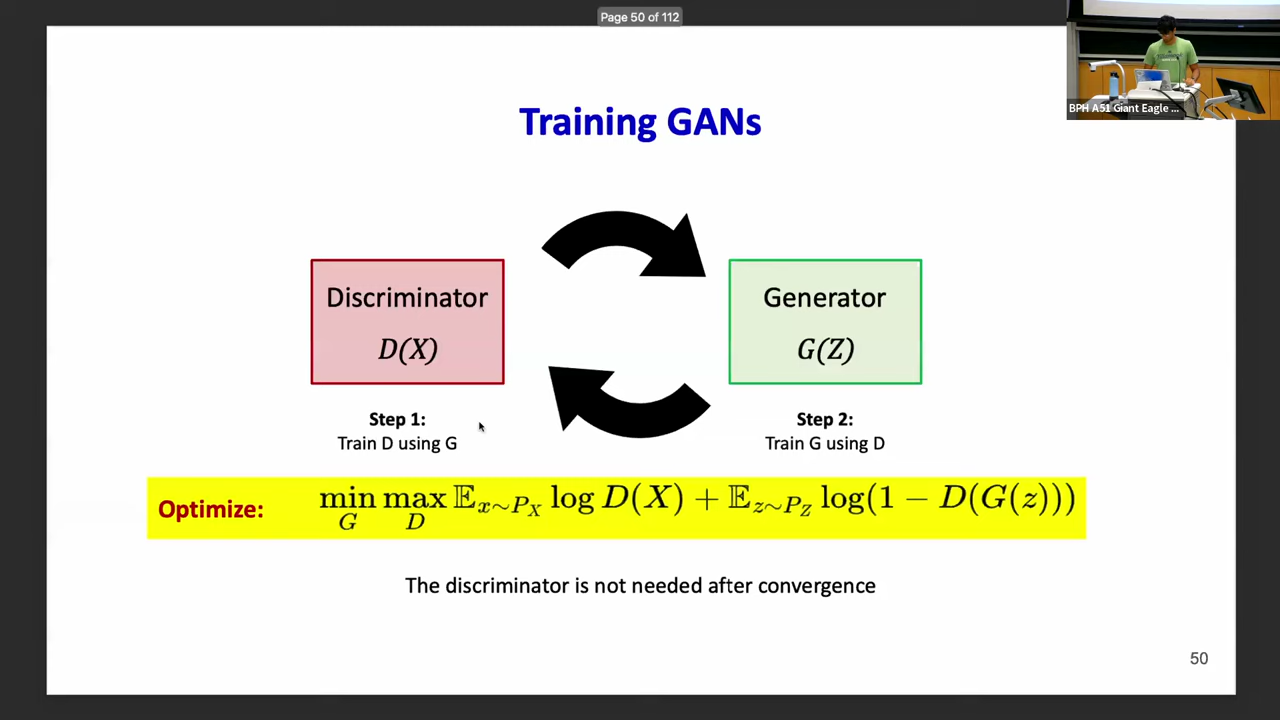 Page 50 of 112
BPH A51 Giant Eagle ...
Training GANs
Discriminator
D(X)
Generator
G(Z)
Step 1:
Train D using G
Step 2:
Train G using D
Optimize: min_G max_D 𝔼_{x∼P_X} log D(X) + 𝔼_{z∼P_Z} log(1 − D(G(z)))
The discriminator is not needed after convergence
50